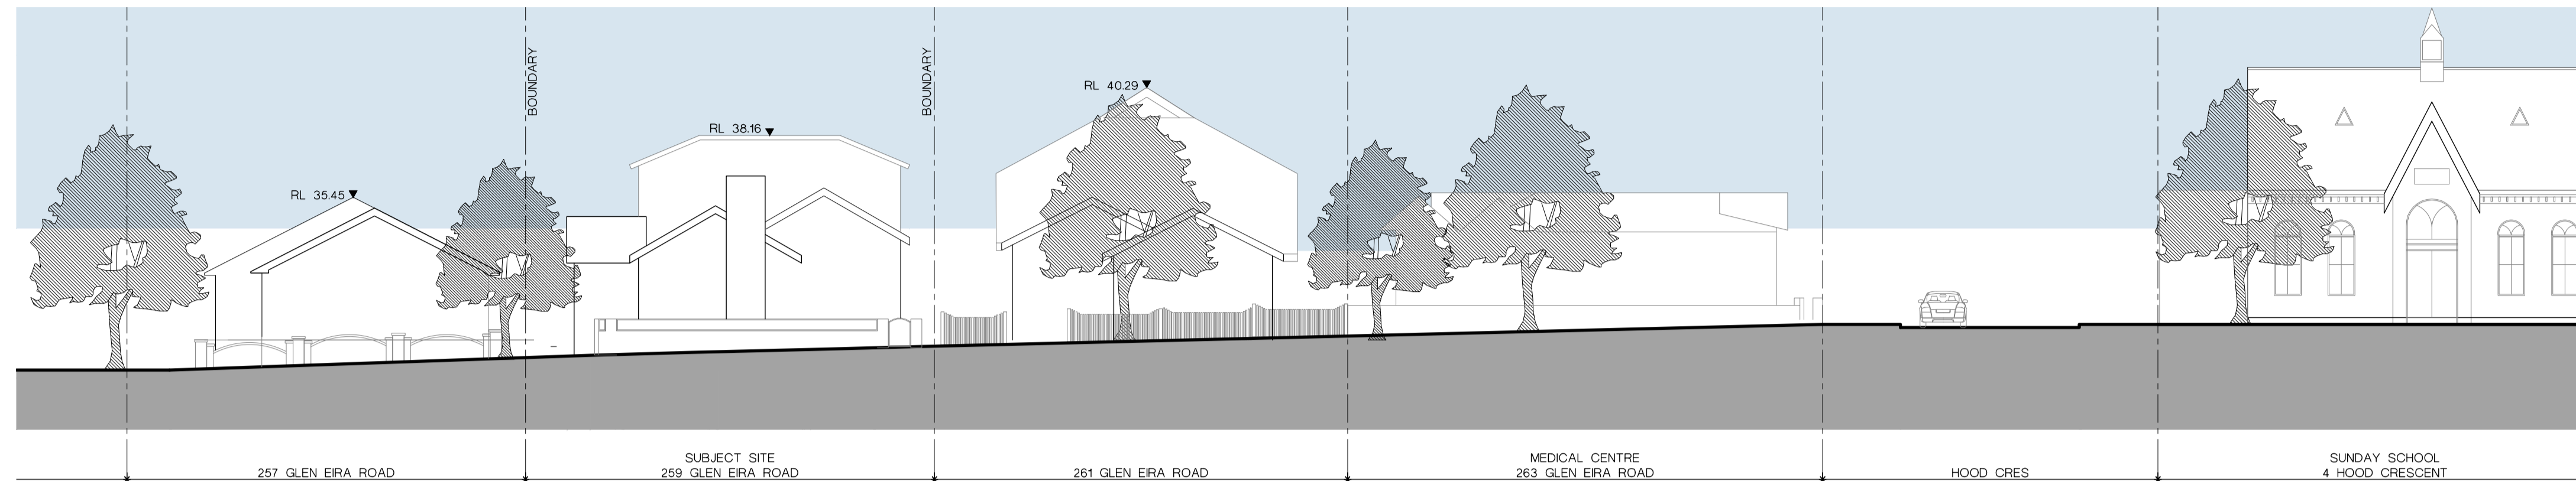 BOUNDARY
BOUNDARY
RL 40.29
RL 38.16
RL 35.45
257 GLEN EIRA ROAD
SUBJECT SITE
259 GLEN EIRA ROAD
261 GLEN EIRA ROAD
MEDICAL CENTRE
263 GLEN EIRA ROAD
HOOD CRES
SUNDAY SCHOOL
4 HOOD CRESCENT